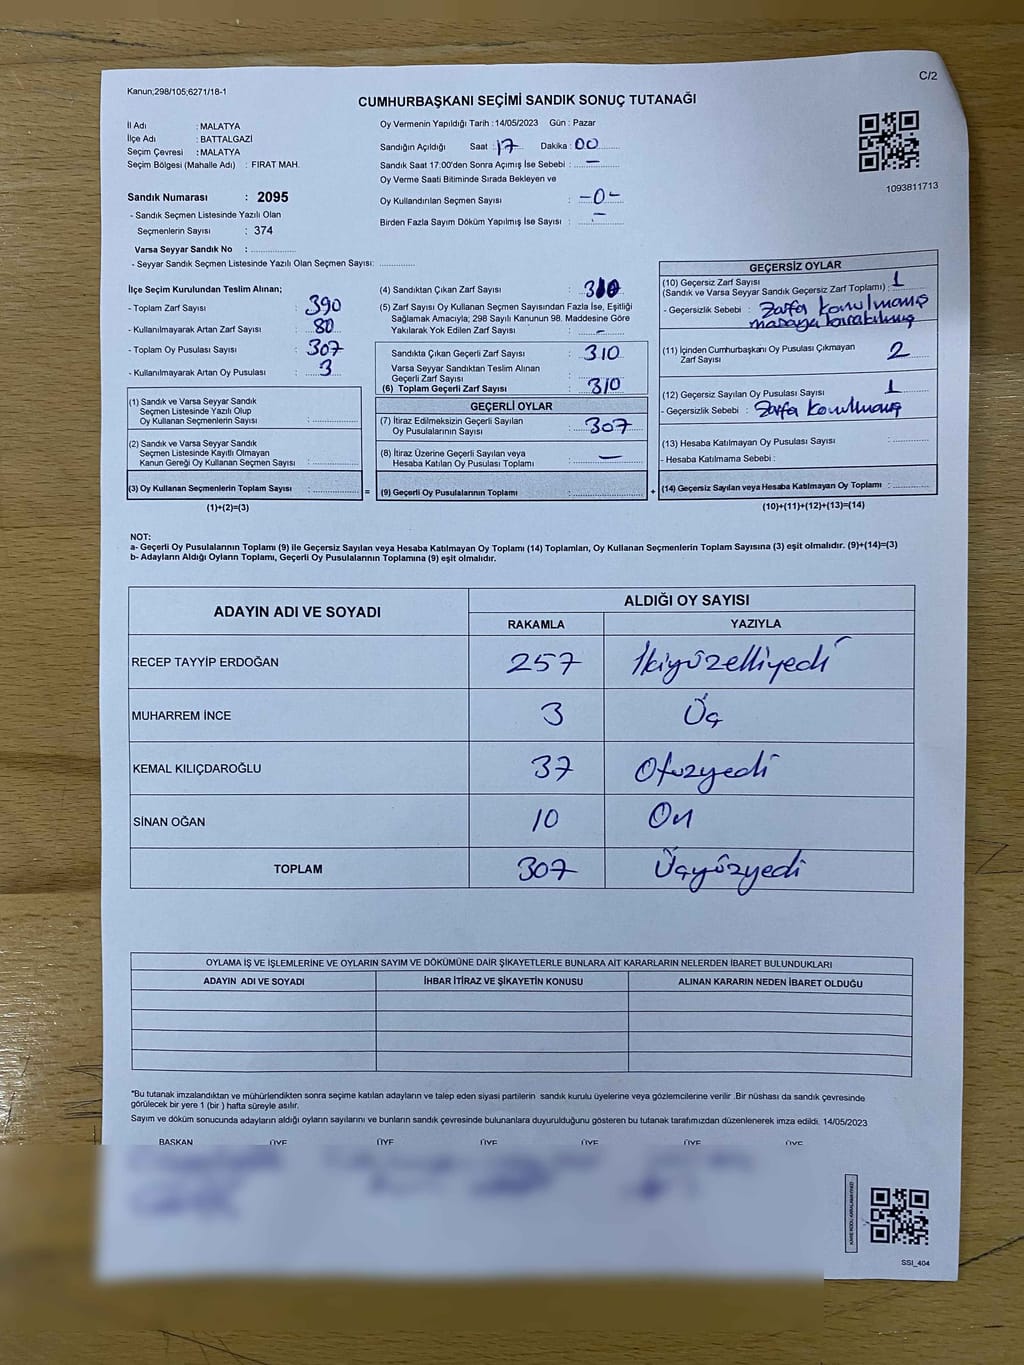 C/2
Kanun;298/105;6271/18-1
CUMHURBAŞKANI SEÇİMİ SANDIK SONUÇ TUTANAĞI
İl Adı : MALATYA
İlçe Adı : BATTALGAZİ
Seçim Çevresi : MALATYA
Seçim Bölgesi (Mahalle Adı) : FIRAT MAH.
Sandık Numarası : 2095
- Sandık Seçmen Listesinde Yazılı Olan
Seçmenlerin Sayısı : 374
Varsa Seyyar Sandık No : ..............
- Seyyar Sandık Seçmen Listesinde Yazılı Olan Seçmen Sayısı: ............
Oy Vermenin Yapıldığı Tarih : 14/05/2023 Gün : Pazar
Sandığın Açıldığı Saat : 17 Dakika : 00
Sandık Saat 17.00'den Sonra Açımış İse Sebebi : —
Oy Verme Saati Bitiminde Sırada Bekleyen ve
Oy Kullandırılan Seçmen Sayısı : -0-
Birden Fazla Sayım Döküm Yapılmış İse Sayısı : —
1093811713
İlçe Seçim Kurulundan Teslim Alınan;
- Toplam Zarf Sayısı : 390
- Kullanılmayarak Artan Zarf Sayısı : 80
- Toplam Oy Pusulası Sayısı : 307
- Kullanılmayarak Artan Oy Pusulası : 3
(1) Sandık ve Varsa Seyyar Sandık
Seçmen Listesinde Yazılı Olup
Oy Kullanan Seçmenlerin Sayısı : ..............
(2) Sandık ve Varsa Seyyar Sandık
Seçmen Listesinde Kayıtlı Olmayan
Kanun Gereği Oy Kullanan Seçmen Sayısı : ..............
(3) Oy Kullanan Seçmenlerin Toplam Sayısı : ..............
(1)+(2)=(3)
(4) Sandıktan Çıkan Zarf Sayısı : 310
(5) Zarf Sayısı Oy Kullanan Seçmen Sayısından Fazla İse, Eşitliği
Sağlamak Amacıyla; 298 Sayılı Kanunun 98. Maddesine Göre
Yakılarak Yok Edilen Zarf Sayısı : —
Sandıkta Çıkan Geçerli Zarf Sayısı : 310
Varsa Seyyar Sandıktan Teslim Alınan
Geçerli Zarf Sayısı
(6) Toplam Geçerli Zarf Sayısı : 310
GEÇERLİ OYLAR
(7) İtiraz Edilmeksizin Geçerli Sayılan
Oy Pusulalarının Sayısı : 307
(8) İtiraz Üzerine Geçerli Sayılan veya
Hesaba Katılan Oy Pusulası Toplamı : —
= (9) Geçerli Oy Pusulalarının Toplamı : .............. +
GEÇERSİZ OYLAR
(10) Geçersiz Zarf Sayısı
(Sandık ve Varsa Seyyar Sandık Geçersiz Zarf Toplamı) : 1
- Geçersizlik Sebebi : Zarfa konulmamış
masaya bırakılmış
(11) İçinden Cumhurbaşkanı Oy Pusulası Çıkmayan
Zarf Sayısı 2
(12) Geçersiz Sayılan Oy Pusulası Sayısı : 1
- Geçersizlik Sebebi : Zarfa Konulmamış
(13) Hesaba Katılmayan Oy Pusulası Sayısı : ............
- Hesaba Katılmama Sebebi :
(14) Geçersiz Sayılan veya Hesaba Katılmayan Oy Toplamı : ............
(10)+(11)+(12)+(13)=(14)
NOT:
a- Geçerli Oy Pusulalarının Toplamı (9) ile Geçersiz Sayılan veya Hesaba Katılmayan Oy Toplamı (14) Toplamları, Oy Kullanan Seçmenlerin Toplam Sayısına (3) eşit olmalıdır. (9)+(14)=(3)
b- Adayların Aldığı Oyların Toplamı, Geçerli Oy Pusulalarının Toplamına (9) eşit olmalıdır.
ADAYIN ADI VE SOYADI ALDIĞI OY SAYISI
RAKAMLA YAZIYLA
RECEP TAYYİP ERDOĞAN 257 İkiyüzelliyedi
MUHARREM İNCE 3 Üç
KEMAL KILIÇDAROĞLU 37 Otuzyedi
SİNAN OĞAN 10 On
TOPLAM 307 Üçyüzyedi
OYLAMA İŞ VE İŞLEMLERİNE VE OYLARIN SAYIM VE DÖKÜMÜNE DAİR ŞİKAYETLERLE BUNLARA AİT KARARLARIN NELERDEN İBARET BULUNDUKLARI
ADAYIN ADI VE SOYADI İHBAR İTİRAZ VE ŞİKAYETİN KONUSU ALINAN KARARIN NEDEN İBARET OLDUĞU
*Bu tutanak imzalandıktan ve mühürlendikten sonra seçime katılan adayların ve talep eden siyasi partilerin sandık kurulu üyelerine veya gözlemcilerine verilir .Bir nüshası da sandık çevresinde
görülecek bir yere 1 (bir ) hafta süreyle asılır.
Sayım ve döküm sonucunda adayların aldığı oyların sayılarını ve bunların sandık çevresinde bulunanlara duyurulduğunu gösteren bu tutanak tarafımızdan düzenlenerek imza edildi. 14/05/2023
BAŞKAN ÜYE ÜYE ÜYE ÜYE ÜYE ÜYE
SSI_404